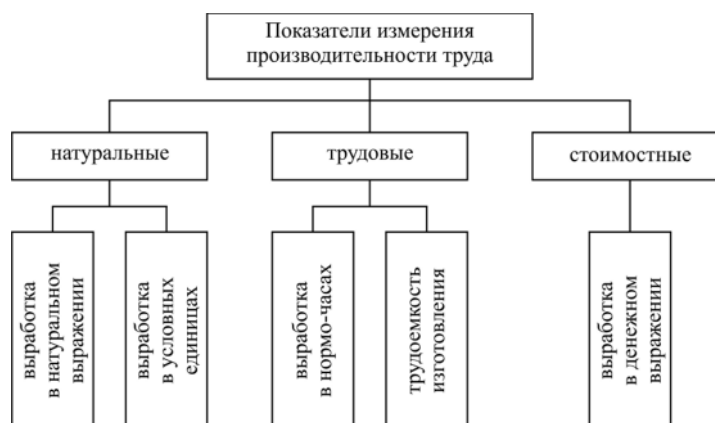 Показатели измерения
производительности труда
натуральные
трудовые
стоимостные
выработка
в натуральном
выражении
выработка
в условных
единицах
выработка
в нормо-часах
трудоемкость
изготовления
выработка
в денежном
выражении